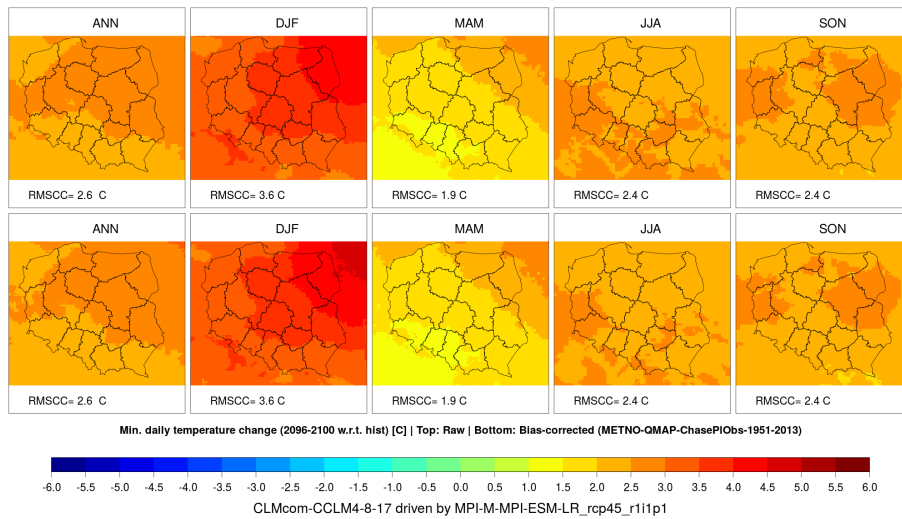 ANN DJF MAM JJA SON
RMSCC= 2.6 C RMSCC= 3.6 C RMSCC= 1.9 C RMSCC= 2.4 C RMSCC= 2.4 C
ANN DJF MAM JJA SON
RMSCC= 2.6 C RMSCC= 3.6 C RMSCC= 1.9 C RMSCC= 2.4 C RMSCC= 2.4 C
Min. daily temperature change (2096-2100 w.r.t. hist) [C] | Top: Raw | Bottom: Bias-corrected (METNO-QMAP-ChasePlObs-1951-2013)
-6.0 -5.5 -5.0 -4.5 -4.0 -3.5 -3.0 -2.5 -2.0 -1.5 -1.0 -0.5 0.0 0.5 1.0 1.5 2.0 2.5 3.0 3.5 4.0 4.5 5.0 5.5 6.0
CLMcom-CCLM4-8-17 driven by MPI-M-MPI-ESM-LR_rcp45_r1i1p1